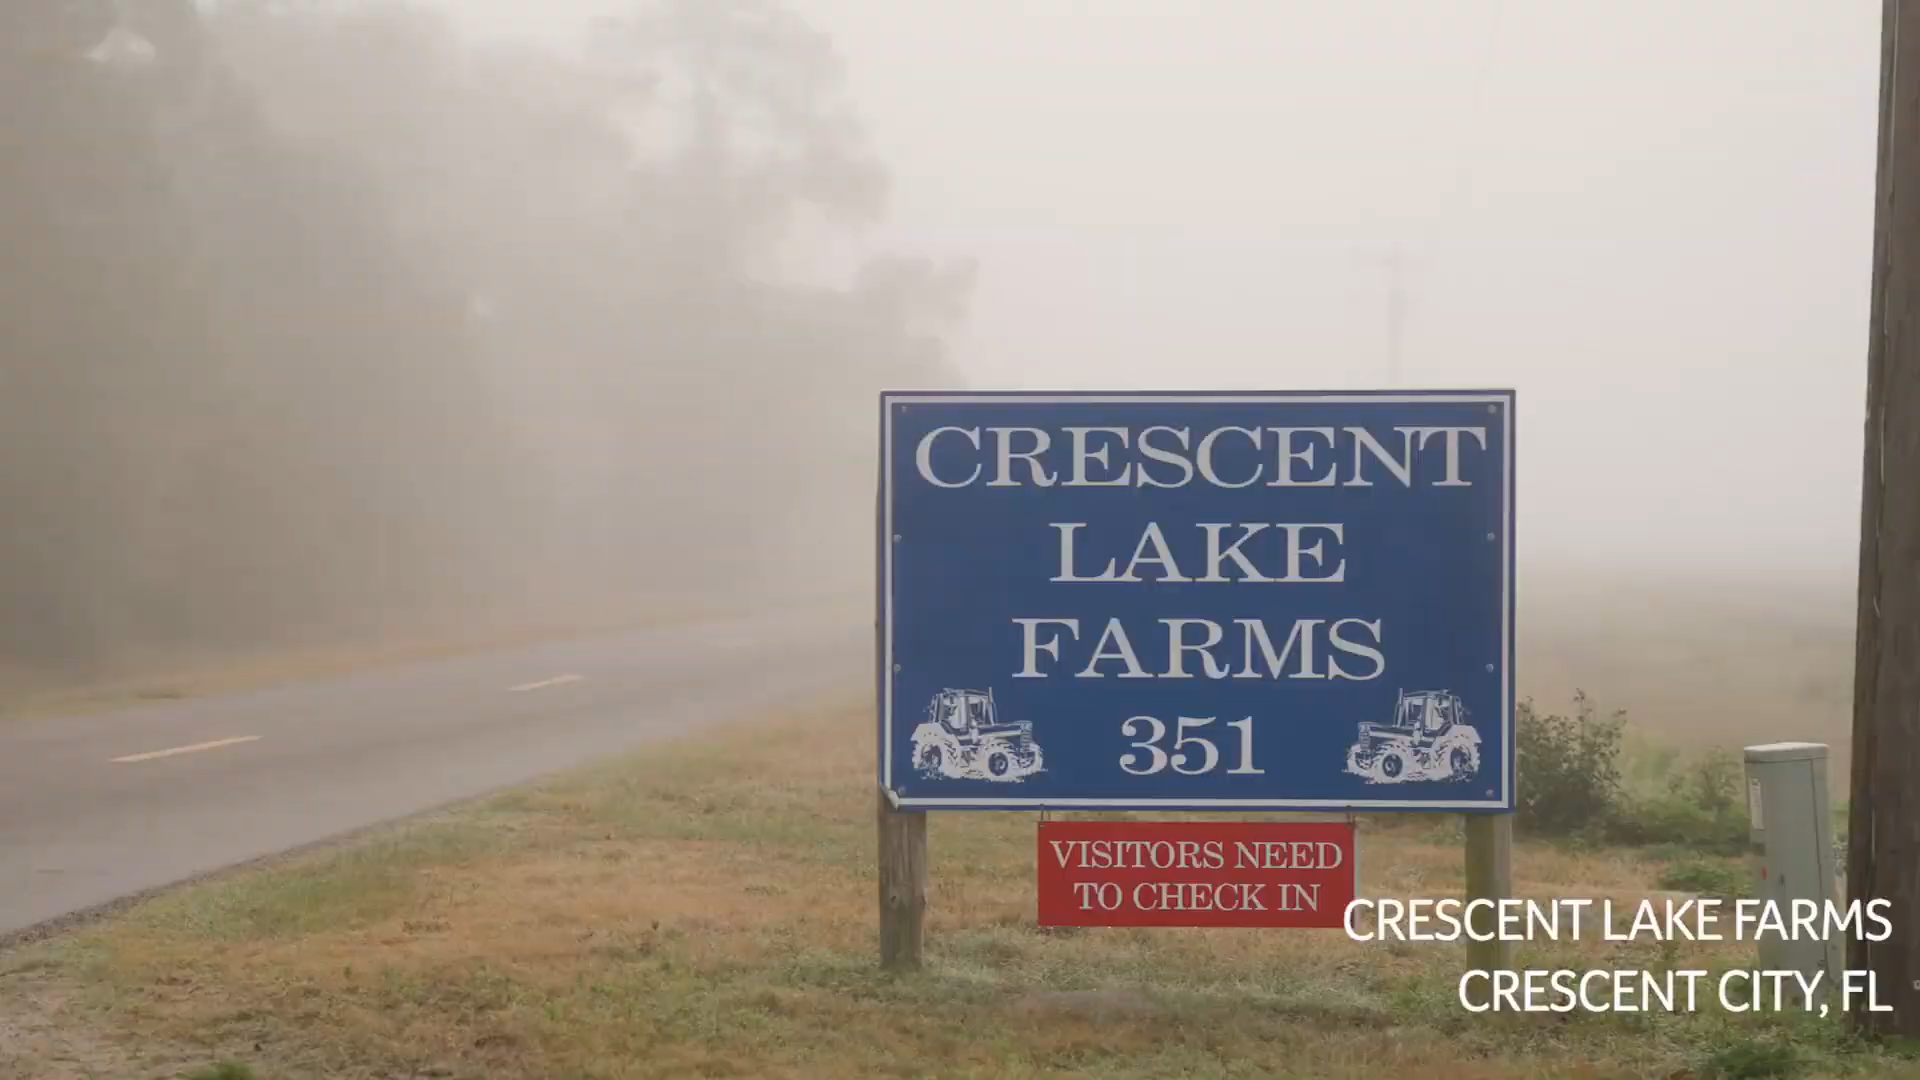 CRESCENT
LAKE
FARMS
351
VISITORS NEED
TO CHECK IN
CRESCENT LAKE FARMS
CRESCENT CITY, FL